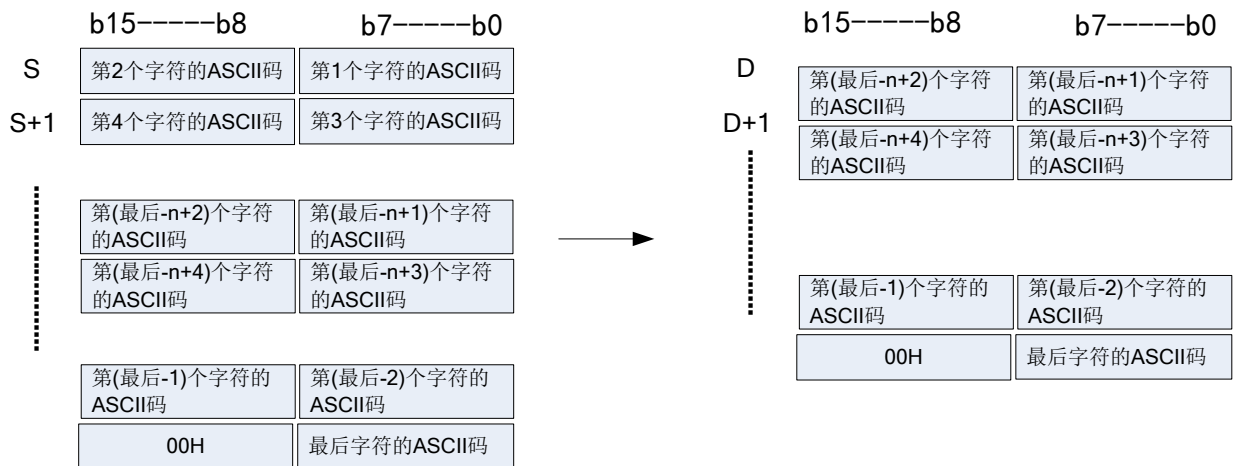 b15-----b8 b7-----b0
S 第2个字符的ASCII码 第1个字符的ASCII码
S+1 第4个字符的ASCII码 第3个字符的ASCII码
第(最后-n+2)个字符 第(最后-n+1)个字符
的ASCII码 的ASCII码
第(最后-n+4)个字符 第(最后-n+3)个字符
的ASCII码 的ASCII码
第(最后-1)个字符的 第(最后-2)个字符的
ASCII码 ASCII码
00H 最后字符的ASCII码
b15-----b8 b7-----b0
D 第(最后-n+2)个字符 第(最后-n+1)个字符
的ASCII码 的ASCII码
D+1 第(最后-n+4)个字符 第(最后-n+3)个字符
的ASCII码 的ASCII码
第(最后-1)个字符的 第(最后-2)个字符的
ASCII码 ASCII码
00H 最后字符的ASCII码